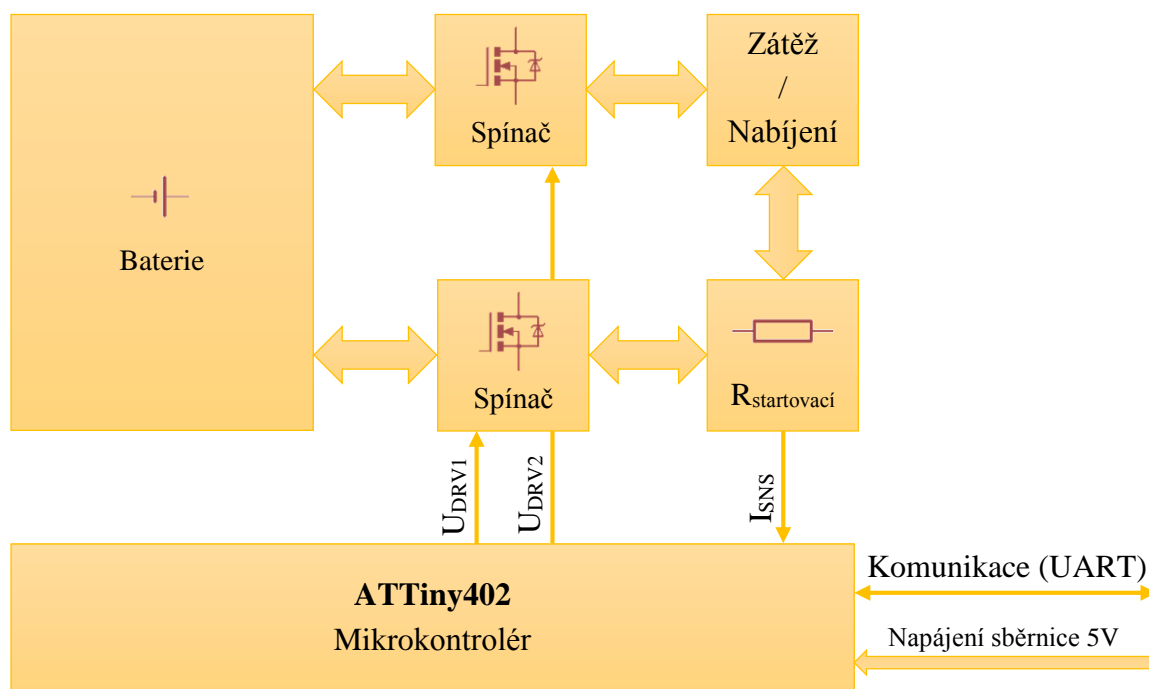 Zátěž
/
Nabíjení
Spínač
Baterie
Spínač
Rstartovací
UDRV1
UDRV2
ISNS
ATTiny402
Mikrokontrolér
Komunikace (UART)
Napájení sběrnice 5V